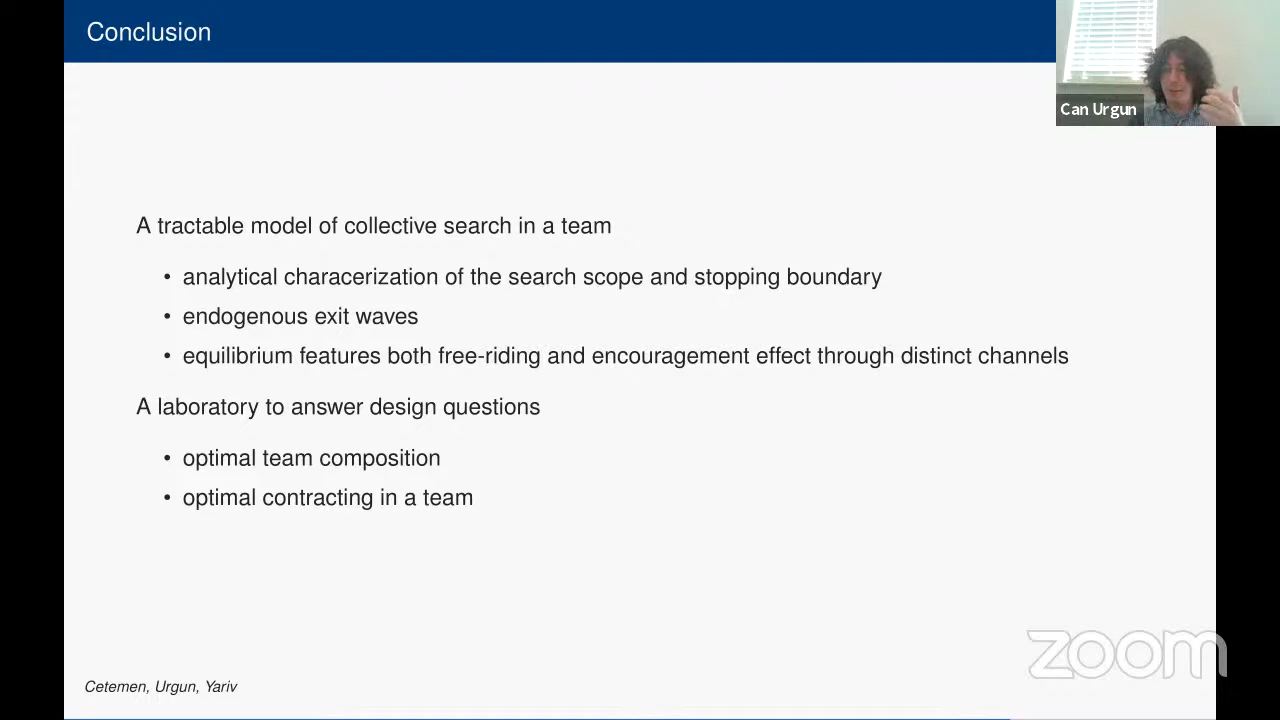 Conclusion
Can Urgun
A tractable model of collective search in a team
• analytical characerization of the search scope and stopping boundary
• endogenous exit waves
• equilibrium features both free-riding and encouragement effect through distinct channels
A laboratory to answer design questions
• optimal team composition
• optimal contracting in a team
zoom
Cetemen, Urgun, Yariv